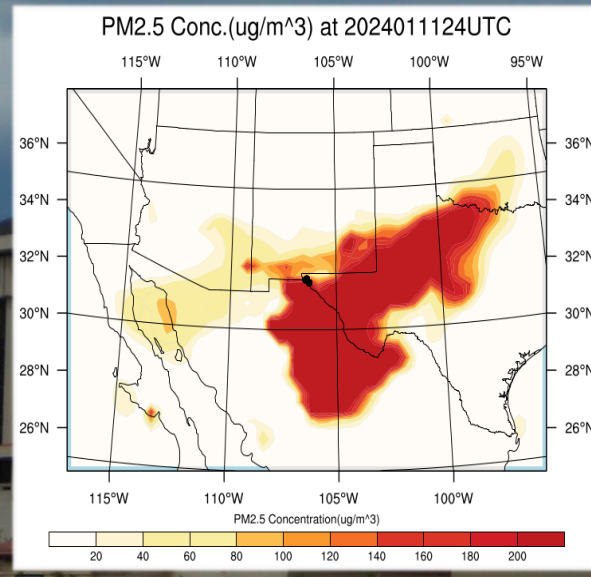 PM2.5 Conc.(ug/m^3) at 2024011124UTC
115°W 110°W 105°W 100°W 95°W
36°N 36°N
34°N 34°N
32°N 32°N
30°N 30°N
28°N 28°N
26°N 26°N
115°W 110°W 105°W 100°W
PM2.5 Concentration(ug/m^3)
20 40 60 80 100 120 140 160 180 200